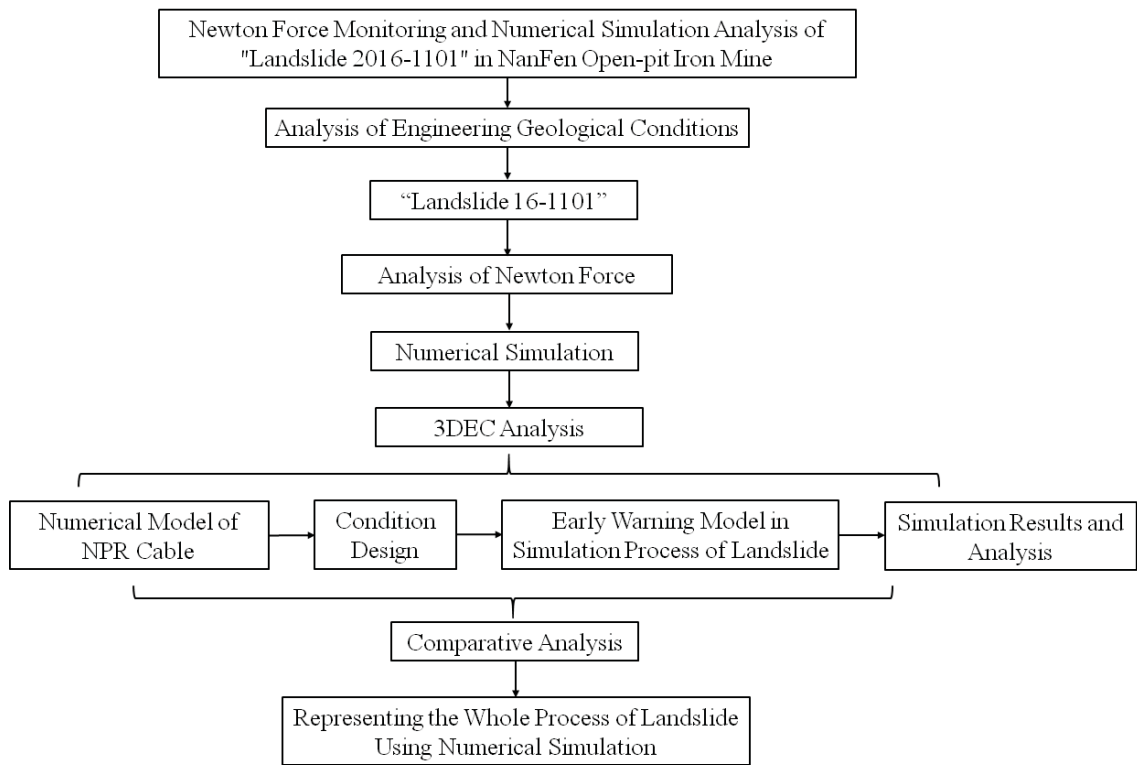 Newton Force Monitoring and Numerical Simulation Analysis of
"Landslide 2016-1101" in NanFen Open-pit Iron Mine
Analysis of Engineering Geological Conditions
“Landslide 16-1101”
Analysis of Newton Force
Numerical Simulation
3DEC Analysis
Numerical Model of
NPR Cable
Condition
Design
Early Warning Model in
Simulation Process of Landslide
Simulation Results and
Analysis
Comparative Analysis
Representing the Whole Process of Landslide
Using Numerical Simulation